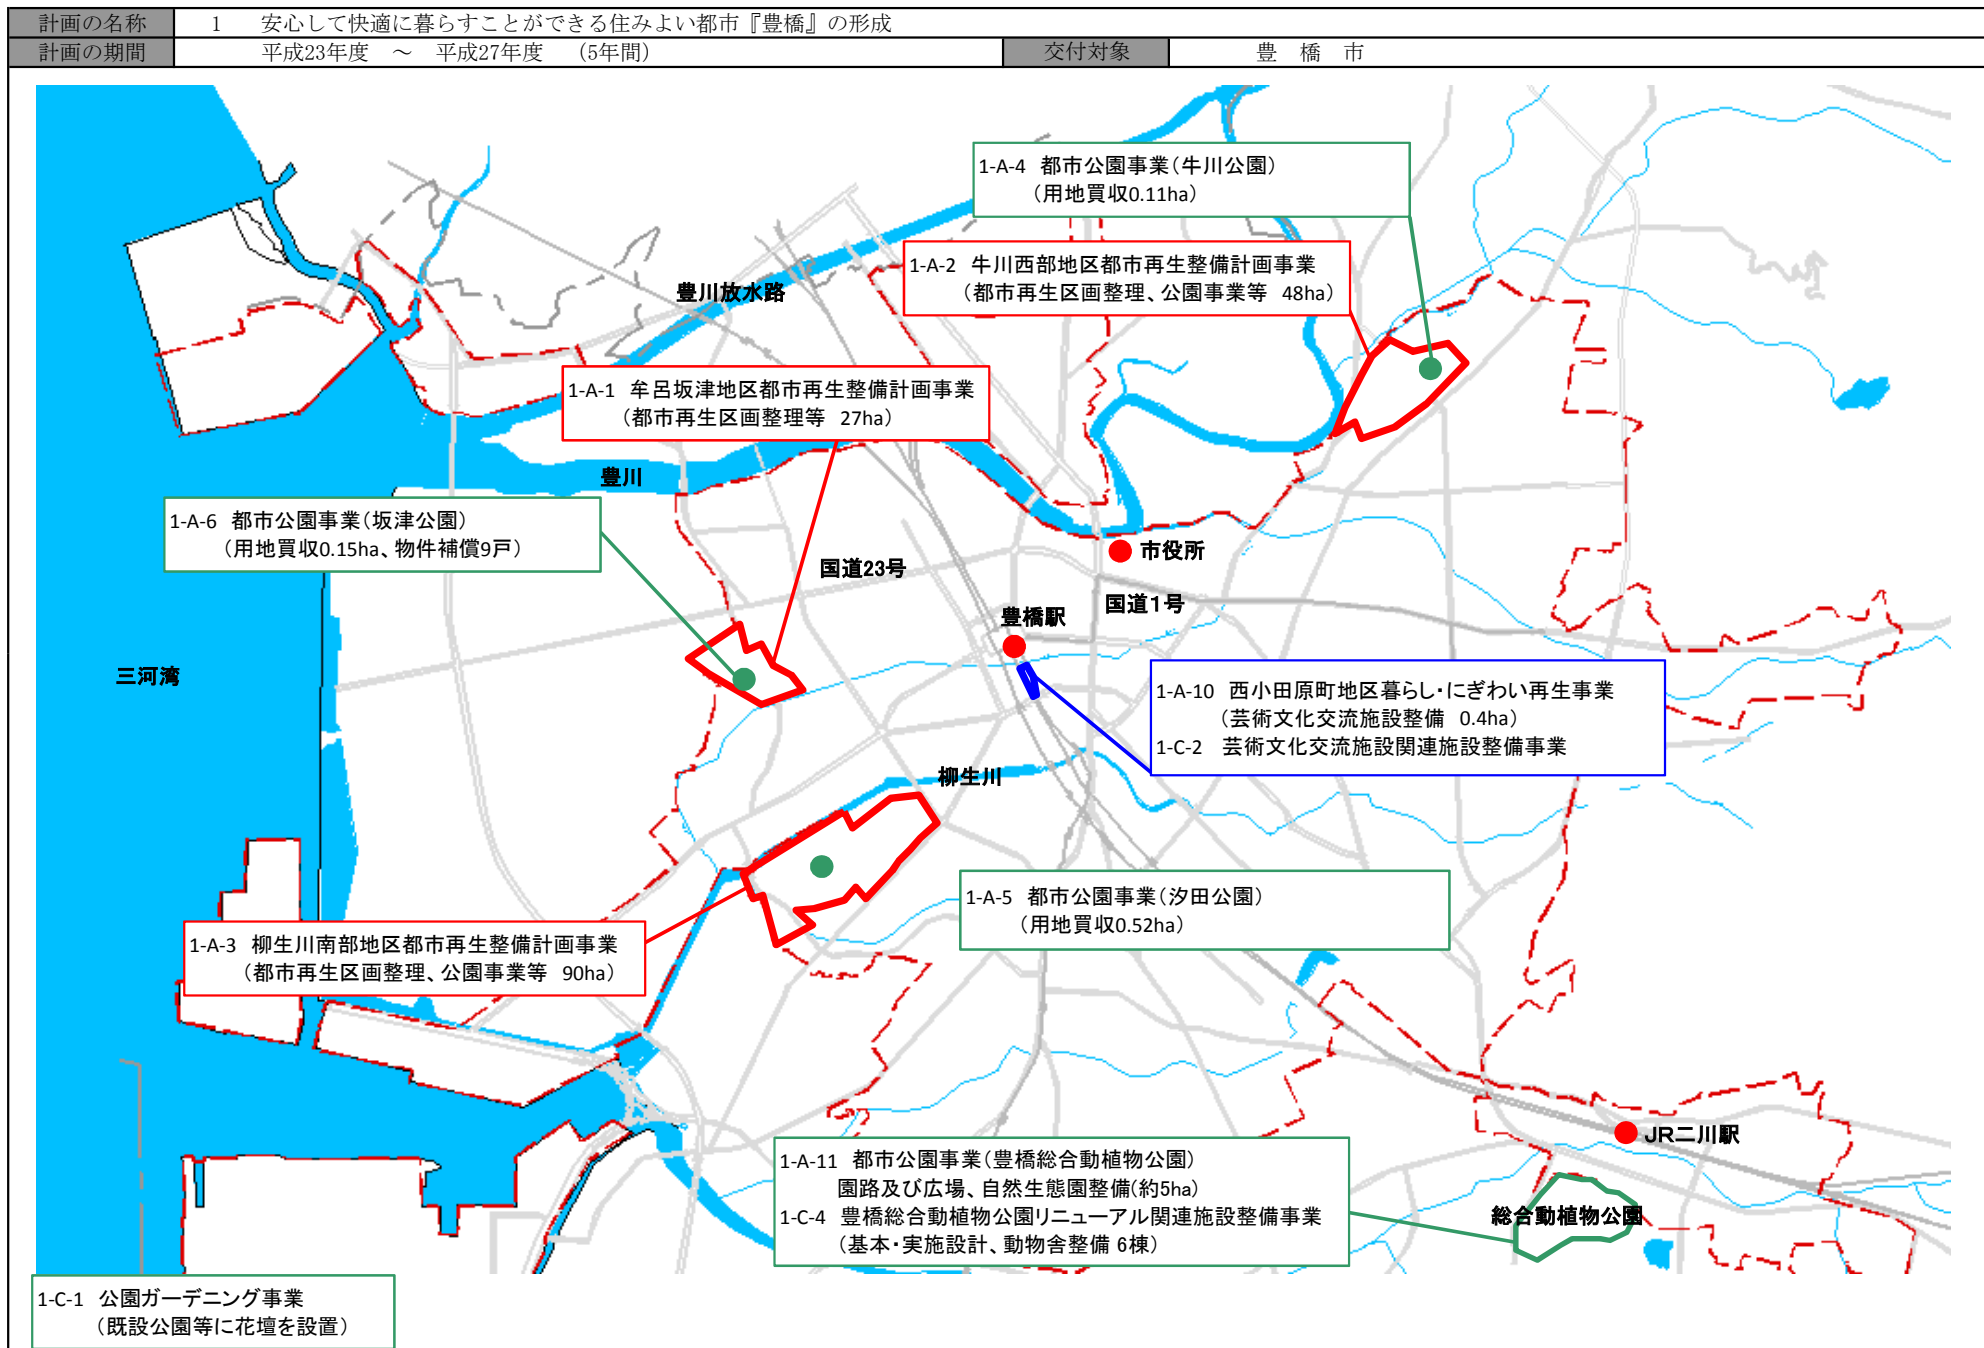 計画の名称 1 安心して快適に暮らすことができる住みよい都市『豊橋』の形成
計画の期間 平成23年度 ～ 平成27年度 （5年間） 交付対象 豊 橋 市
1-A-4 都市公園事業（牛川公園）
（用地買収0.11ha）
1-A-2 牛川西部地区都市再生整備計画事業
（都市再生区画整理、公園事業等 48ha）
豊川放水路
1-A-1 牟呂坂津地区都市再生整備計画事業
（都市再生区画整理等 27ha）
豊川
1-A-6 都市公園事業（坂津公園）
（用地買収0.15ha、物件補償9戸）
国道23号
市役所
国道1号
豊橋駅
三河湾
1-A-10 西小田原町地区暮らし・にぎわい再生事業
（芸術文化交流施設整備 0.4ha）
1-C-2 芸術文化交流施設関連施設整備事業
柳生川
1-A-5 都市公園事業（汐田公園）
（用地買収0.52ha）
1-A-3 柳生川南部地区都市再生整備計画事業
（都市再生区画整理、公園事業等 90ha）
JR二川駅
1-A-11 都市公園事業（豊橋総合動植物公園）
園路及び広場、自然生態園整備(約5ha)
1-C-4 豊橋総合動植物公園リニューアル関連施設整備事業
（基本・実施設計、動物舎整備 6棟）
総合動植物公園
1-C-1 公園ガーデニング事業
（既設公園等に花壇を設置）